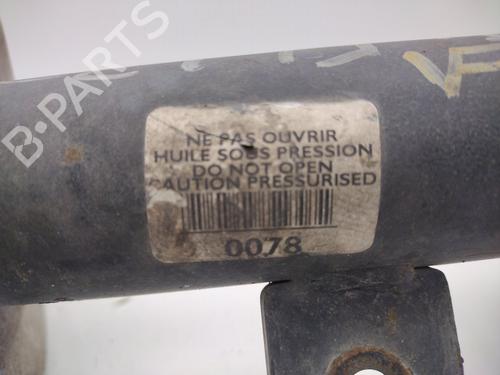 B-PARTS
NE PAS OUVRIR
HUILE SOUS PRESSION
DO NOT OPEN
CAUTION PRESSURISED
0078